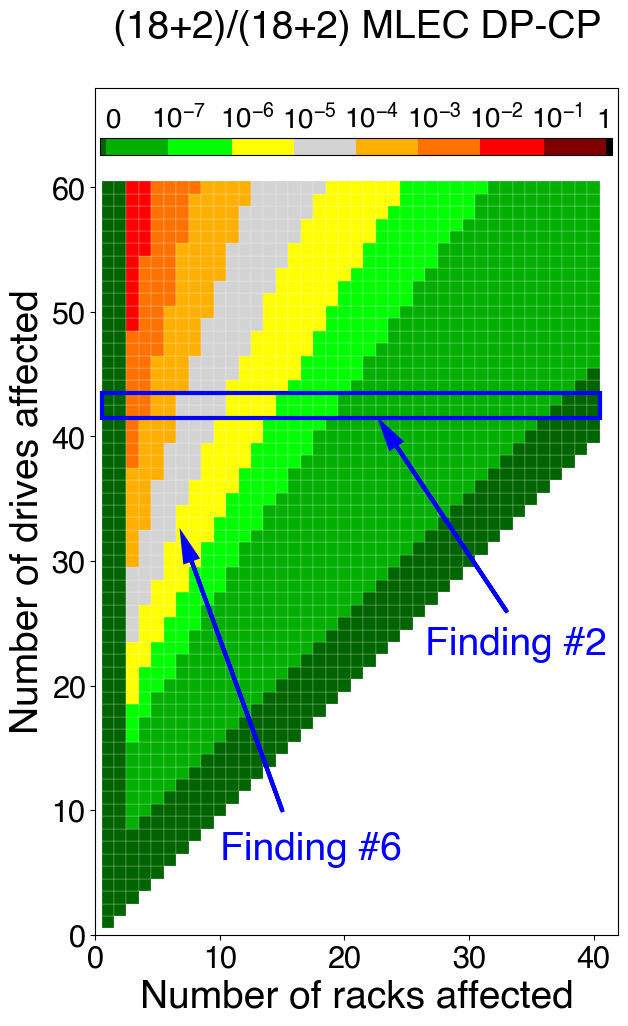 (18+2)/(18+2) MLEC DP-CP
0 10⁻⁷ 10⁻⁶ 10⁻⁵ 10⁻⁴ 10⁻³ 10⁻² 10⁻¹ 1
60
50
40
30
20
10
0
Number of drives affected
Finding #2
Finding #6
0 10 20 30 40
Number of racks affected